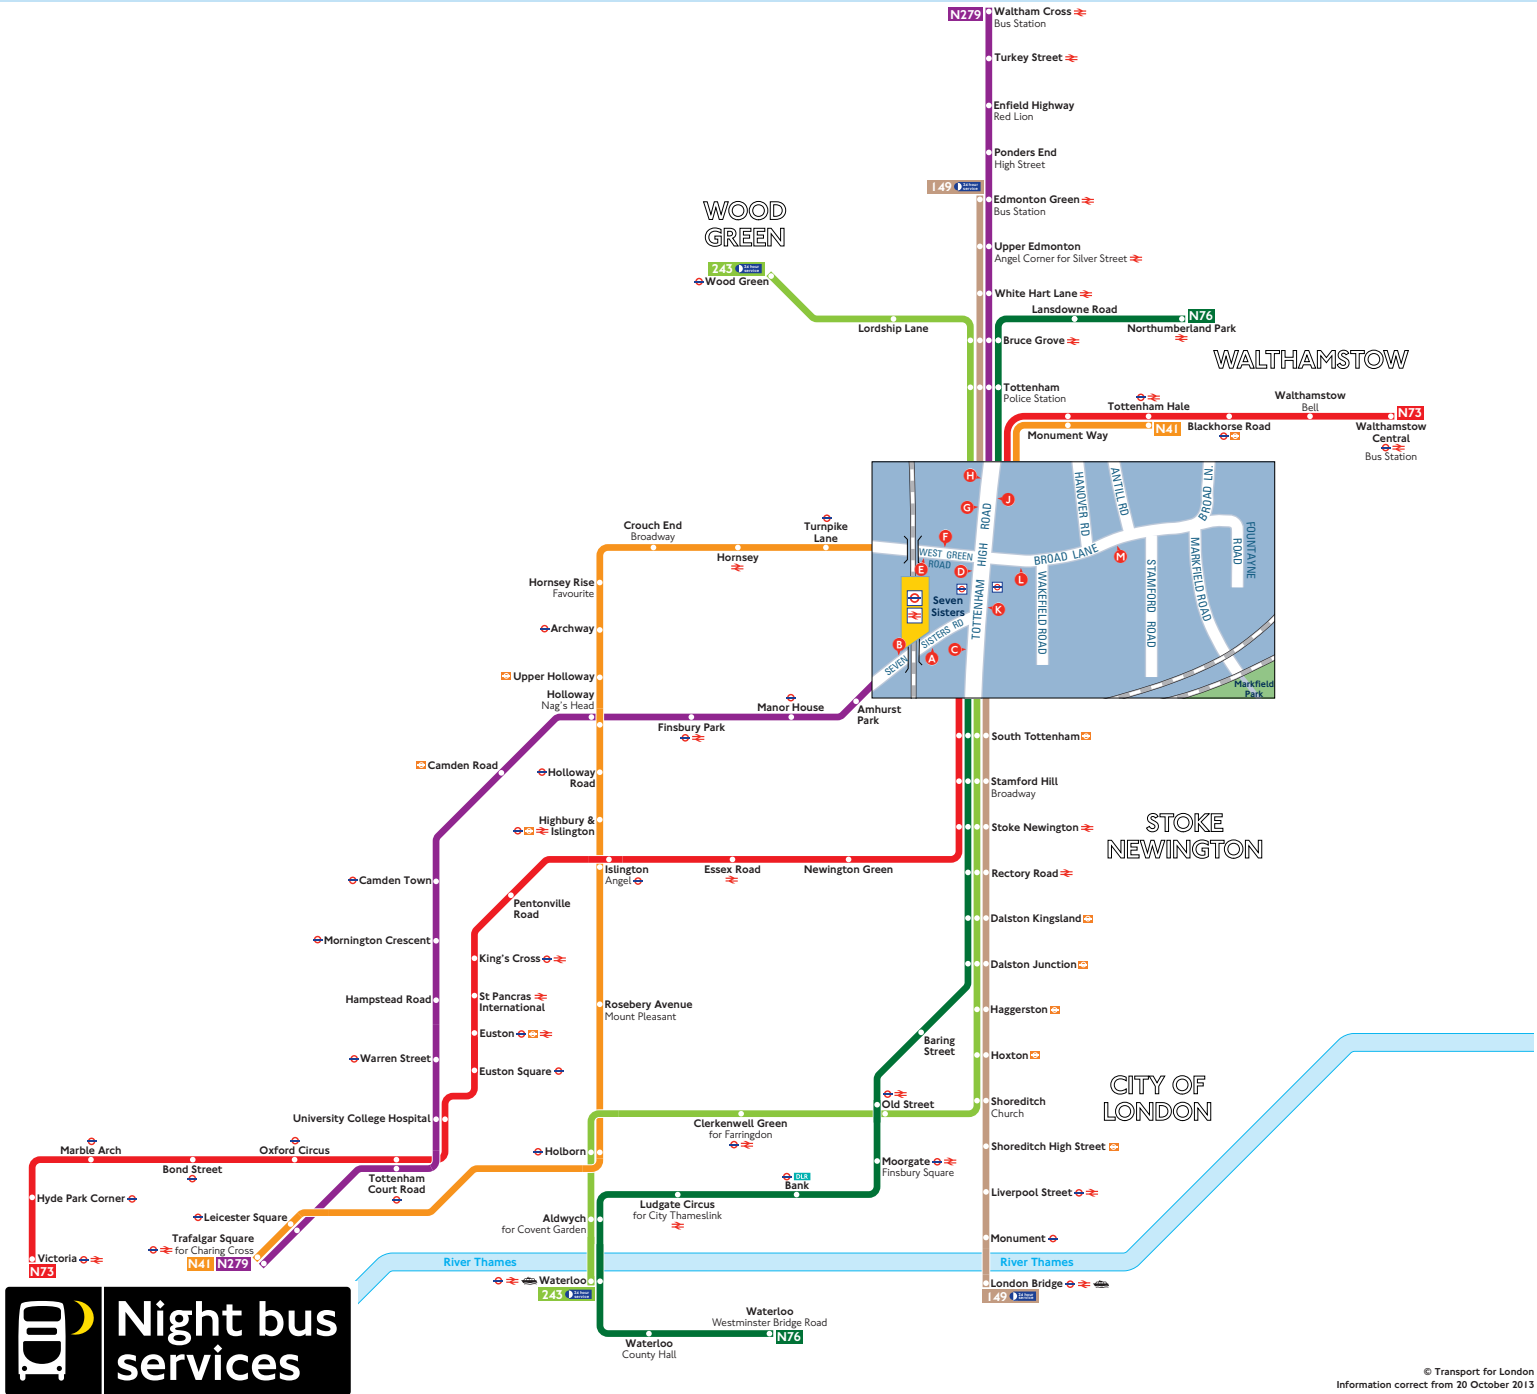 N279
Waltham Cross
Bus Station
Turkey Street
Enfield Highway
Red Lion
Ponders End
High Street
149
24 hour
service
Edmonton Green
Bus Station
WOOD
GREEN
Upper Edmonton
Angel Corner for Silver Street
243
24 hour
service
Wood Green
White Hart Lane
Lansdowne Road
N76
Lordship Lane
Northumberland Park
Bruce Grove
WALTHAMSTOW
Tottenham
Police Station
Walthamstow
Bell
Tottenham Hale
N73
Monument Way
N41
Blackhorse Road
Walthamstow
Central
Bus Station
H
J
G
F
E
D
L
M
K
B
A
C
TOTTENHAM HIGH ROAD
WEST GREEN
ROAD
BROAD LANE
HANOVER RD
ANTILL RD
BROAD LN.
FOUNTAYNE
ROAD
WAKEFIELD ROAD
STAMFORD ROAD
MARKFIELD ROAD
SEVEN SISTERS RD
Seven
Sisters
Markfield
Park
Crouch End
Broadway
Turnpike
Lane
Hornsey
Hornsey Rise
Favourite
Archway
Upper Holloway
Holloway
Nag's Head
Finsbury Park
Manor House
Amhurst
Park
South Tottenham
Camden Road
Holloway
Road
Stamford Hill
Broadway
Highbury &
Islington
Stoke Newington
STOKE
NEWINGTON
Islington
Angel
Essex Road
Newington Green
Rectory Road
Camden Town
Pentonville
Road
Dalston Kingsland
Mornington Crescent
King's Cross
Dalston Junction
Hampstead Road
St Pancras
International
Rosebery Avenue
Mount Pleasant
Haggerston
Euston
Baring
Street
Warren Street
Euston Square
Hoxton
CITY OF
LONDON
Old Street
Shoreditch
Church
University College Hospital
Clerkenwell Green
for Farringdon
Marble Arch
Oxford Circus
Holborn
Shoreditch High Street
Bond Street
Tottenham
Court Road
Moorgate
Finsbury Square
DLR
Bank
Hyde Park Corner
Leicester Square
Ludgate Circus
for City Thameslink
Liverpool Street
Aldwych
for Covent Garden
Trafalgar Square
for Charing Cross
Monument
Victoria
N73
N41
N279
River Thames
River Thames
Waterloo
243
24 hour
service
London Bridge
149
24 hour
service
Waterloo
Westminster Bridge Road
N76
Waterloo
County Hall
Night bus
services
© Transport for London
Information correct from 20 October 2013